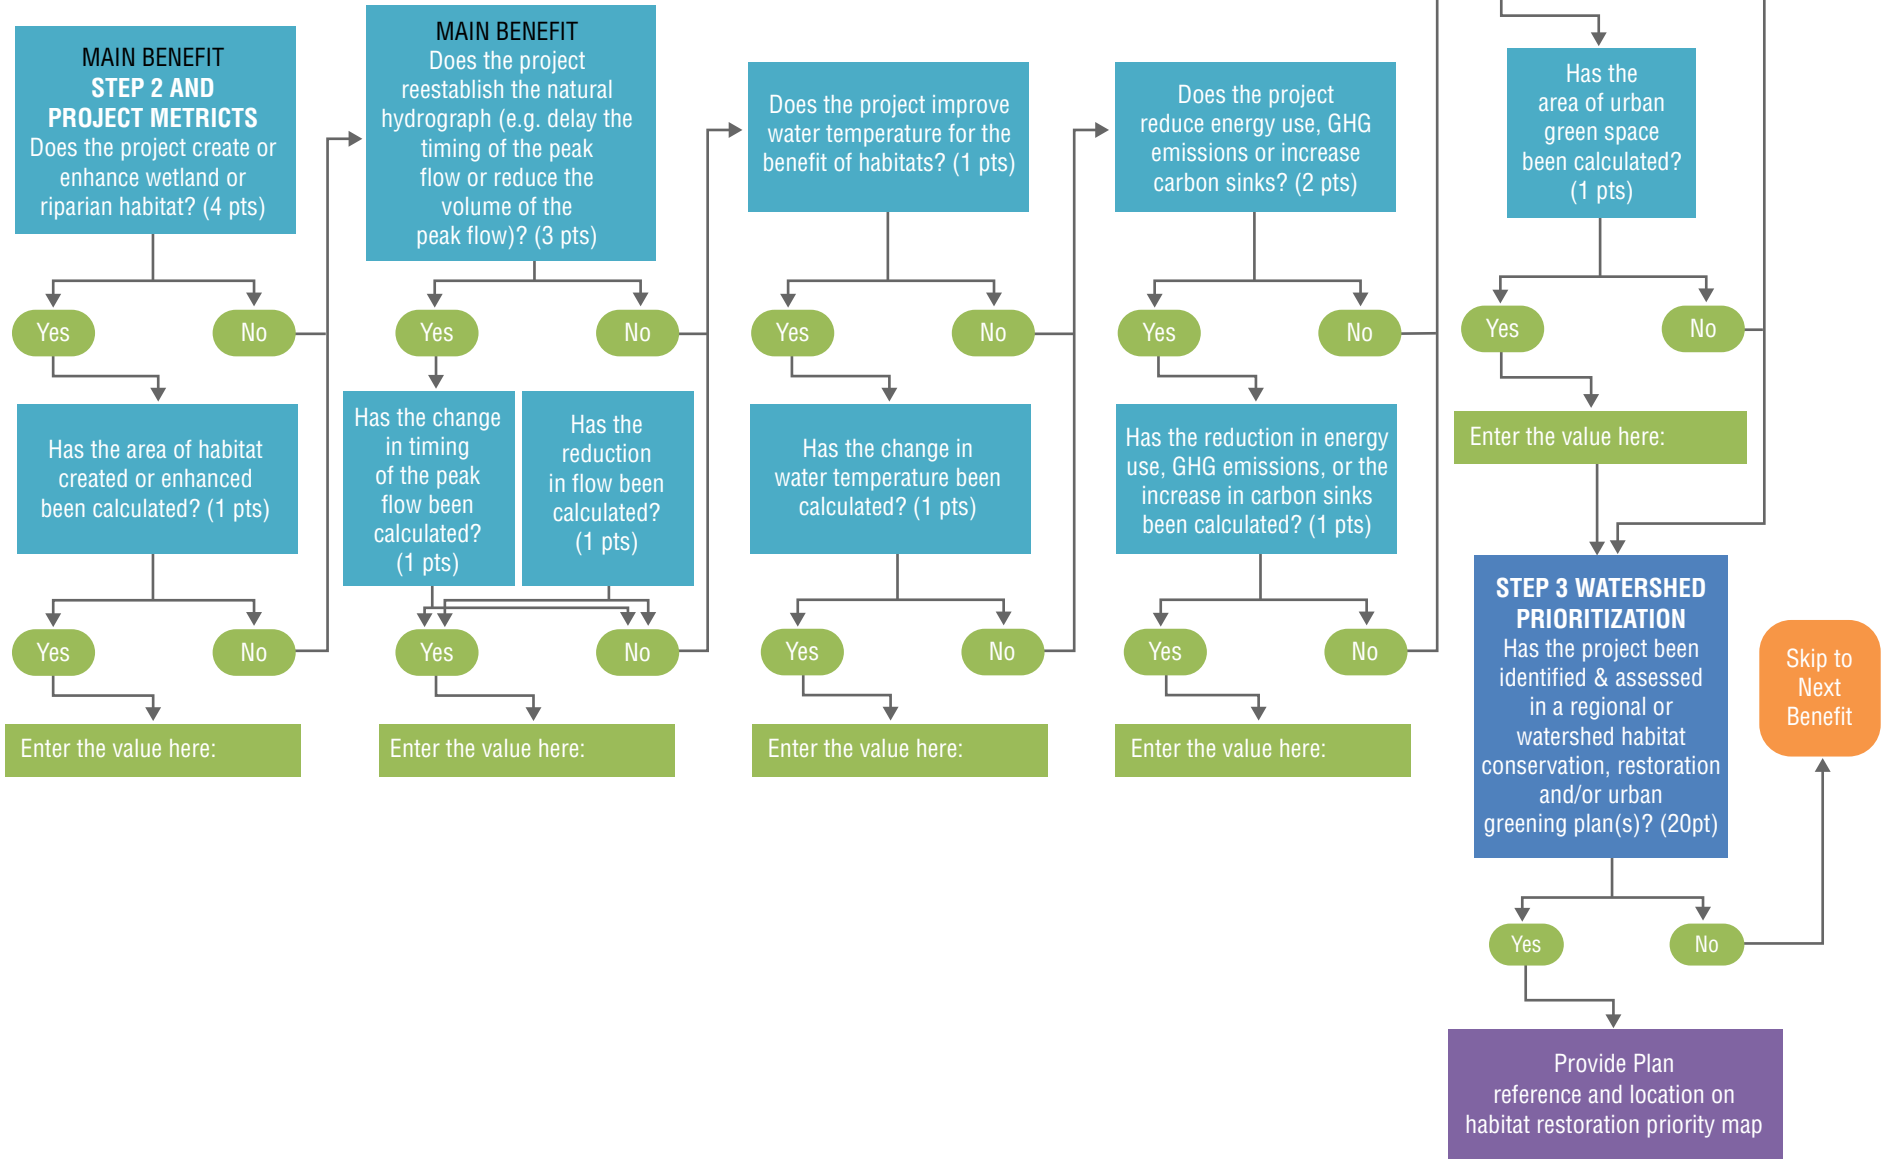 MAIN BENEFIT
STEP 2 AND
PROJECT METRICTS
Does the project create or
enhance wetland or
riparian habitat? (4 pts)
Yes
No
Has the area of habitat
created or enhanced
been calculated? (1 pts)
Yes
No
Enter the value here:
MAIN BENEFIT
Does the project
reestablish the natural
hydrograph (e.g. delay the
timing of the peak
flow or reduce the
volume of the
peak flow)? (3 pts)
Yes
No
Has the change
in timing
of the peak
flow been
calculated?
(1 pts)
Has the
reduction
in flow been
calculated?
(1 pts)
Yes
No
Enter the value here:
Does the project improve
water temperature for the
benefit of habitats? (1 pts)
Yes
No
Has the change in
water temperature been
calculated? (1 pts)
Yes
No
Enter the value here:
Does the project
reduce energy use, GHG
emissions or increase
carbon sinks? (2 pts)
Yes
No
Has the reduction in energy
use, GHG emissions, or the
increase in carbon sinks
been calculated? (1 pts)
Yes
No
Enter the value here:
Has the
area of urban
green space
been calculated?
(1 pts)
Yes
No
Enter the value here:
STEP 3 WATERSHED
PRIORITIZATION
Has the project been
identified & assessed
in a regional or
watershed habitat
conservation, restoration
and/or urban
greening plan(s)? (20pt)
Yes
No
Skip to
Next
Benefit
Provide Plan
reference and location on
habitat restoration priority map